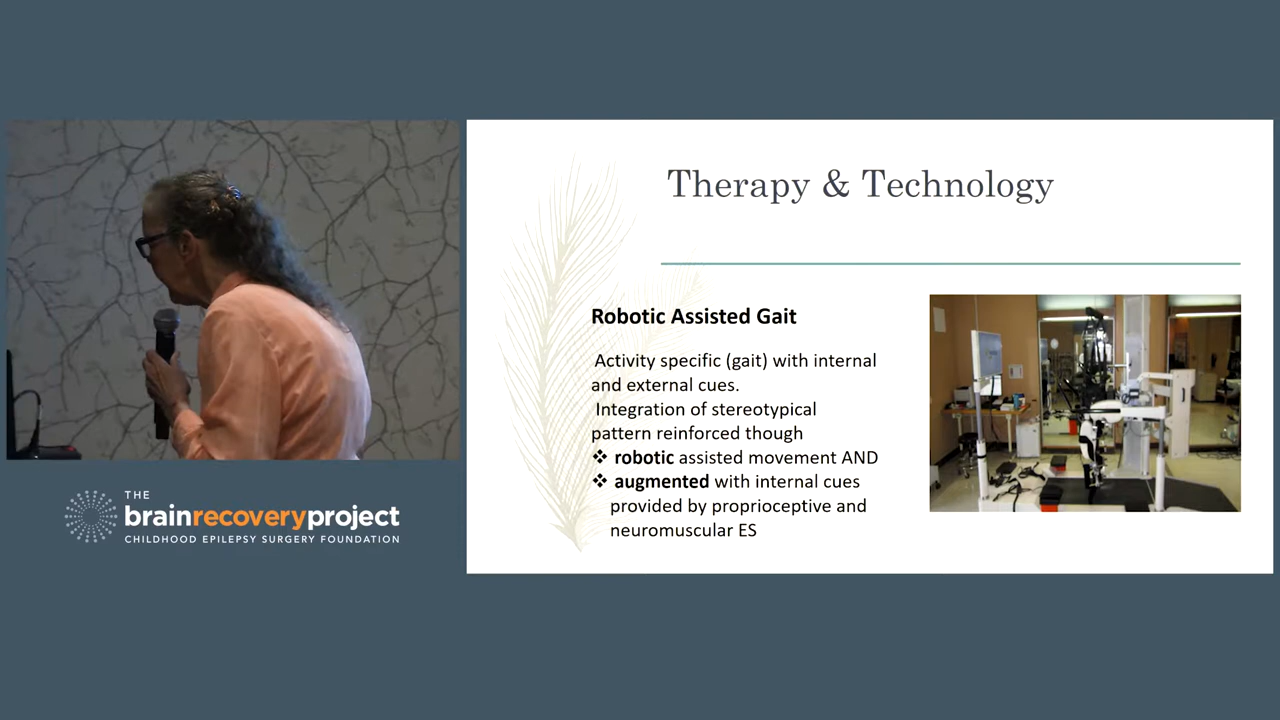 Therapy & Technology
Robotic Assisted Gait
Activity specific (gait) with internal
and external cues.
Integration of stereotypical
pattern reinforced though
❖ robotic assisted movement AND
❖ augmented with internal cues
provided by proprioceptive and
neuromuscular ES
THE
brainrecoveryproject
CHILDHOOD EPILEPSY SURGERY FOUNDATION